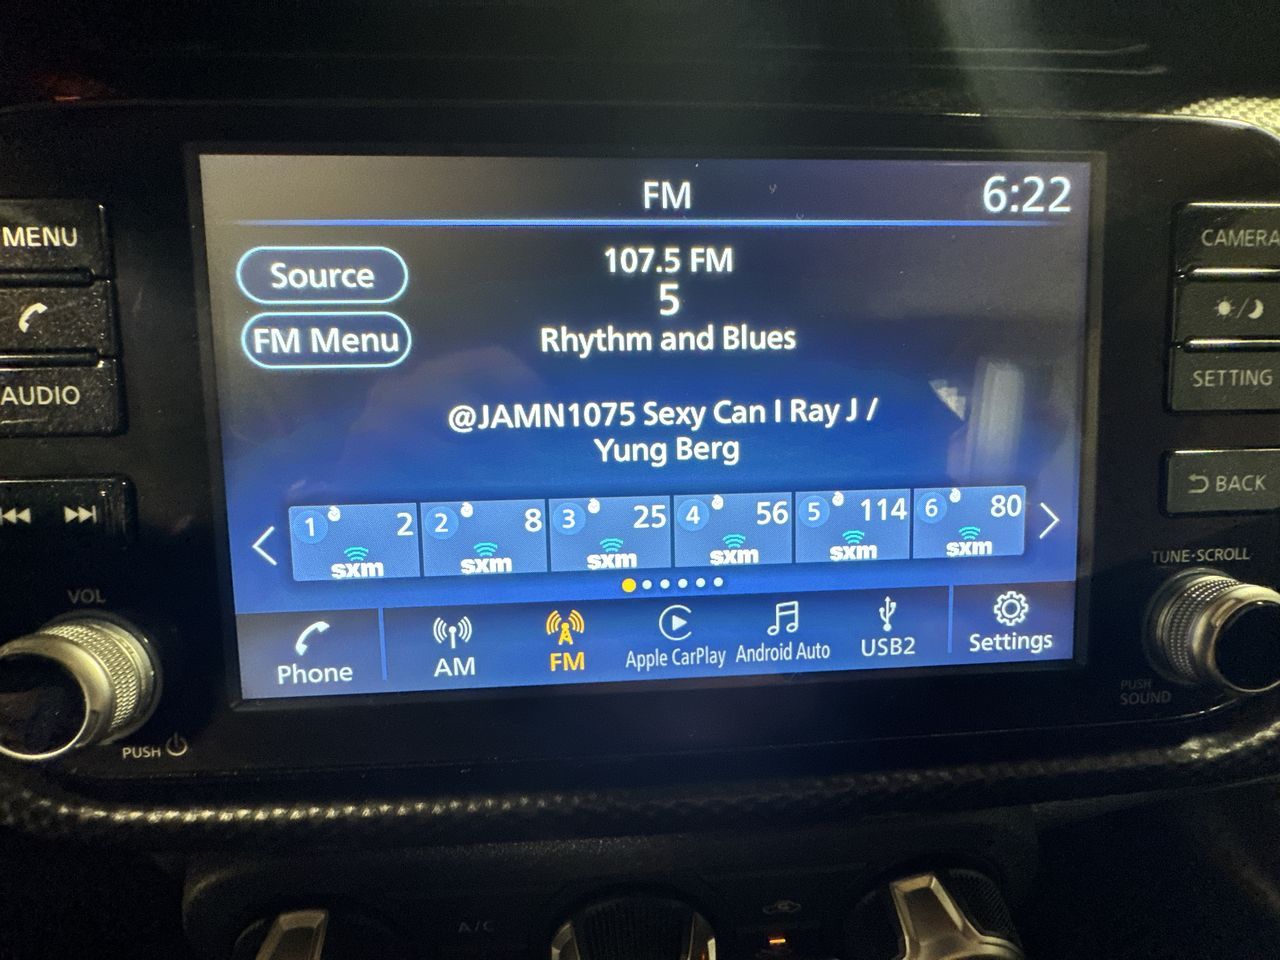 FM
6:22
MENU
CAMERA
Source
107.5 FM
5
FM Menu
Rhythm and Blues
AUDIO
SETTING
@JAMN1075 Sexy Can I Ray J /
Yung Berg
BACK
1 2 sxm
2 8 sxm
3 25 sxm
4 56 sxm
5 114 sxm
6 80 sxm
VOL
TUNE·SCROLL
Phone
AM
FM
Apple CarPlay
Android Auto
USB2
Settings
PUSH
SOUND
PUSH
A/C